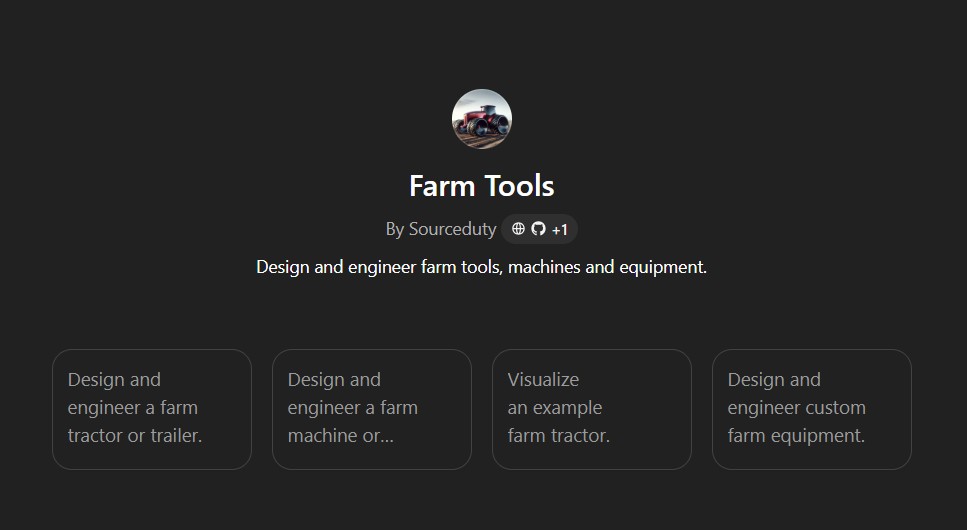 Farm Tools
By Sourceduty +1
Design and engineer farm tools, machines and equipment.
Design and
engineer a farm
tractor or trailer.
Design and
engineer a farm
machine or...
Visualize
an example
farm tractor.
Design and
engineer custom
farm equipment.